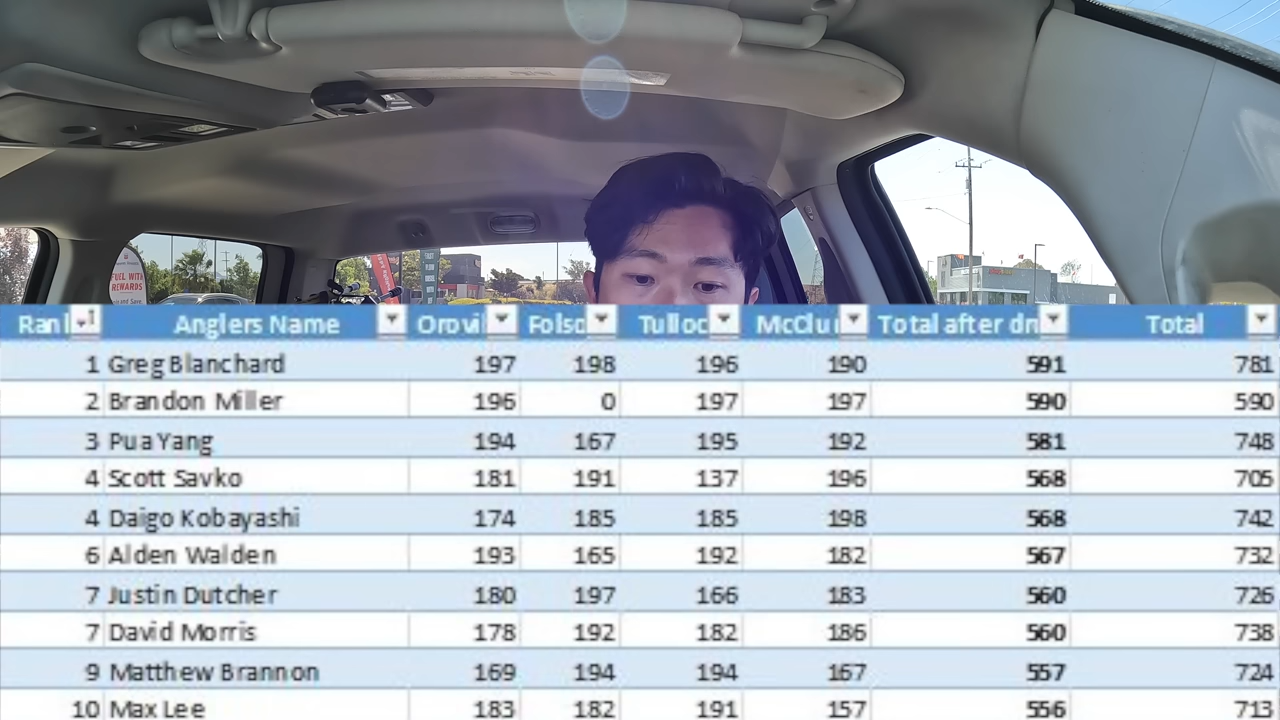 FUEL WITH
REWARDS
Rank Anglers Name Orovi Folso Tulloc McClu Total after dr Total
1 Greg Blanchard 197 198 196 190 591 781
2 Brandon Miller 196 0 197 197 590 590
3 Pua Yang 194 167 195 192 581 748
4 Scott Savko 181 191 137 196 568 705
4 Daigo Kobayashi 174 185 185 198 568 742
6 Alden Walden 193 165 192 182 567 732
7 Justin Dutcher 180 197 166 183 560 726
7 David Morris 178 192 182 186 560 738
9 Matthew Brannon 169 194 194 167 557 724
10 Max Lee 183 182 191 157 556 713